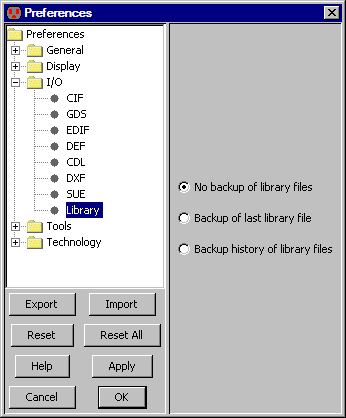 Preferences
Preferences
General
Display
I/O
CIF
GDS
EDIF
DEF
CDL
DXF
SUE
Library
Tools
Technology
No backup of library files
Backup of last library file
Backup history of library files
Export Import
Reset Reset All
Help Apply
Cancel OK